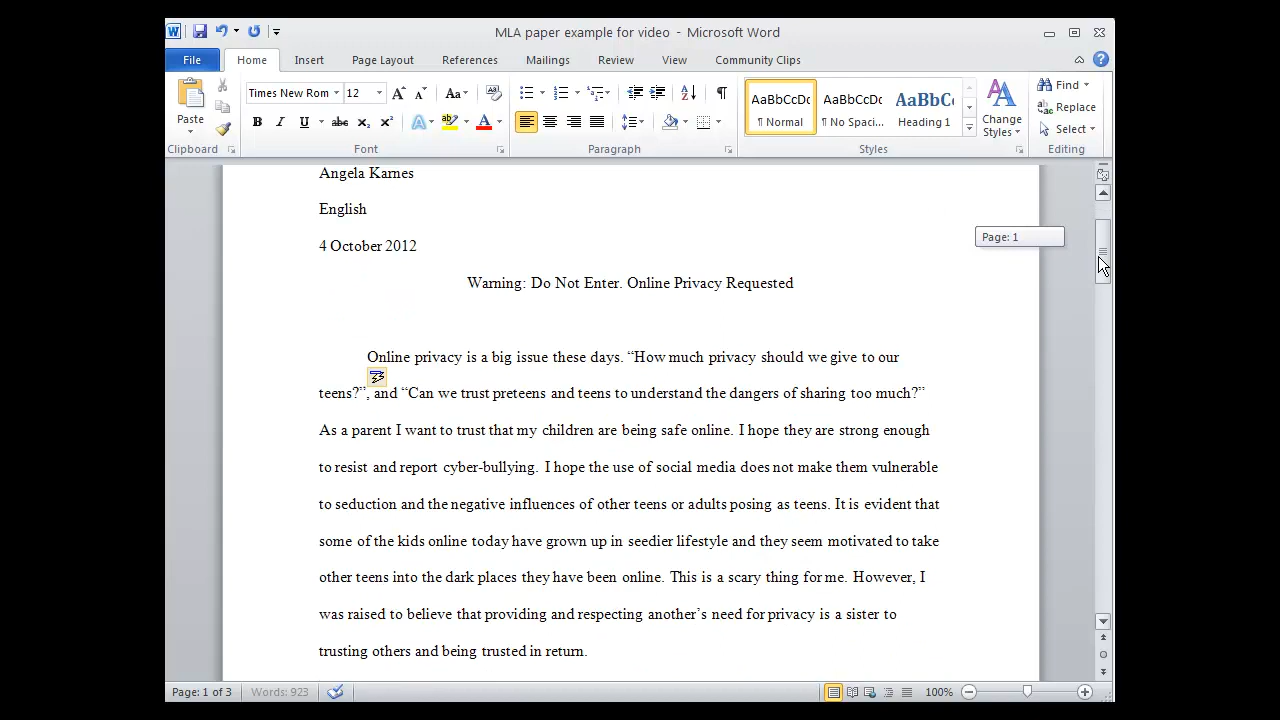 MLA paper example for video - Microsoft Word
File Home Insert Page Layout References Mailings Review View Community Clips
Times New Rom 12 Aa
AaBbCcDc AaBbCcDc AaBbC
Find
Replace
Select
Paste
B I U abc x₂ x² A ab A
¶ Normal ¶ No Spaci... Heading 1
Change
Styles
Clipboard Font Paragraph Styles Editing
Angela Karnes
English
4 October 2012
Page: 1
Warning: Do Not Enter. Online Privacy Requested
Online privacy is a big issue these days. “How much privacy should we give to our
teens?”, and “Can we trust preteens and teens to understand the dangers of sharing too much?”
As a parent I want to trust that my children are being safe online. I hope they are strong enough
to resist and report cyber-bullying. I hope the use of social media does not make them vulnerable
to seduction and the negative influences of other teens or adults posing as teens. It is evident that
some of the kids online today have grown up in seedier lifestyle and they seem motivated to take
other teens into the dark places they have been online. This is a scary thing for me. However, I
was raised to believe that providing and respecting another’s need for privacy is a sister to
trusting others and being trusted in return.
Page: 1 of 3 Words: 923 100%